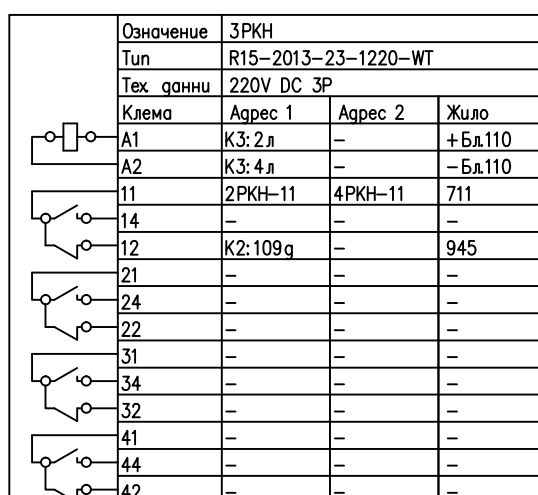 Означение 3РКН
Тип R15-2013-23-1220-WT
Тех. данни 220V DC 3P
Клема Адрес 1 Адрес 2 Жило
A1 К3:2л - +Бл.110
A2 К3:4л - -Бл.110
11 2РКН-11 4РКН-11 711
14 - - -
12 К2:109д - 945
21 - - -
24 - - -
22 - - -
31 - - -
34 - - -
32 - - -
41 - - -
44 - - -
42 - - -